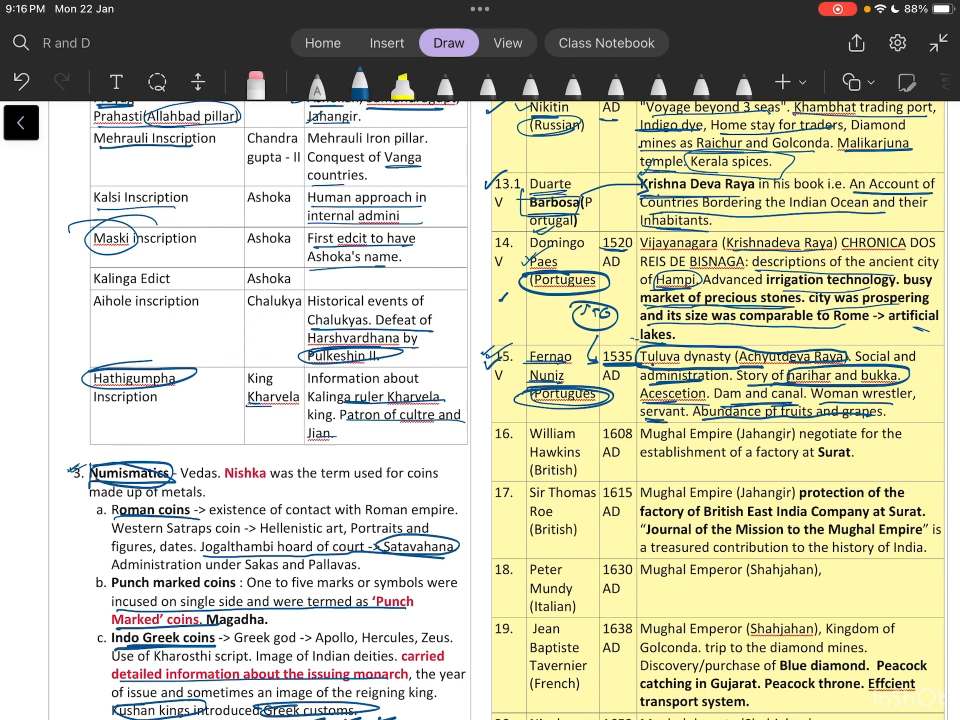 9:16 PM Mon 22 Jan
88%
R and D
Home Insert Draw View Class Notebook
Prahasti(Allahbad pillar)
Jahangir.
Mehrauli Inscription
Chandra
gupta - II
Mehrauli Iron pillar.
Conquest of Vanga
countries.
Kalsi Inscription
Ashoka
Human approach in
internal admini
Maski inscription
Ashoka
First edcit to have
Ashoka's name.
Kalinga Edict
Ashoka
Aihole inscription
Chalukya
Historical events of
Chalukyas. Defeat of
Harshvardhana by
Pulkeshin II.
Hathigumpha
Inscription
King
Kharvela
Information about
Kalinga ruler Kharvela
king. Patron of cultre and
Jian.
3. Numismatics - Vedas. Nishka was the term used for coins
made up of metals.
a. Roman coins -> existence of contact with Roman empire.
Western Satraps coin -> Hellenistic art, Portraits and
figures, dates. Jogalthambi hoard of court -> Satavahana
Administration under Sakas and Pallavas.
b. Punch marked coins : One to five marks or symbols were
incused on single side and were termed as ‘Punch
Marked’ coins. Magadha.
c. Indo Greek coins -> Greek god -> Apollo, Hercules, Zeus.
Use of Kharosthi script. Image of Indian deities. carried
detailed information about the issuing monarch, the year
of issue and sometimes an image of the reigning king.
Kushan kings introduced Greek customs.
Nikitin
(Russian)
AD
"Voyage beyond 3 seas". Khambhat trading port,
Indigo dye, Home stay for traders, Diamond
mines as Raichur and Golconda. Malikarjuna
temple. Kerala spices.
13.1
V
Duarte
Barbosa(P
ortugal)
Krishna Deva Raya in his book i.e. An Account of
Countries Bordering the Indian Ocean and their
Inhabitants.
14.
V
Domingo
Paes
(Portugues
1520
AD
Vijayanagara (Krishnadeva Raya) CHRONICA DOS
REIS DE BISNAGA: descriptions of the ancient city
of Hampi. Advanced irrigation technology. busy
market of precious stones. city was prospering
and its size was comparable to Rome -> artificial
lakes.
15.
V
Fernao
Nuniz
(Portugues
1535
AD
Tuluva dynasty (Achyutdeva Raya). Social and
administration. Story of harihar and bukka.
Acescetion. Dam and canal. Woman wrestler,
servant. Abundance pf fruits and grapes.
16.
William
Hawkins
(British)
1608
AD
Mughal Empire (Jahangir) negotiate for the
establishment of a factory at Surat.
17.
Sir Thomas
Roe
(British)
1615
AD
Mughal Empire (Jahangir) protection of the
factory of British East India Company at Surat.
“Journal of the Mission to the Mughal Empire” is
a treasured contribution to the history of India.
18.
Peter
Mundy
(Italian)
1630
AD
Mughal Emperor (Shahjahan),
19.
Jean
Baptiste
Tavernier
(French)
1638
AD
Mughal Emperor (Shahjahan), Kingdom of
Golconda. trip to the diamond mines.
Discovery/purchase of Blue diamond. Peacock
catching in Gujarat. Peacock throne. Effcient
transport system.